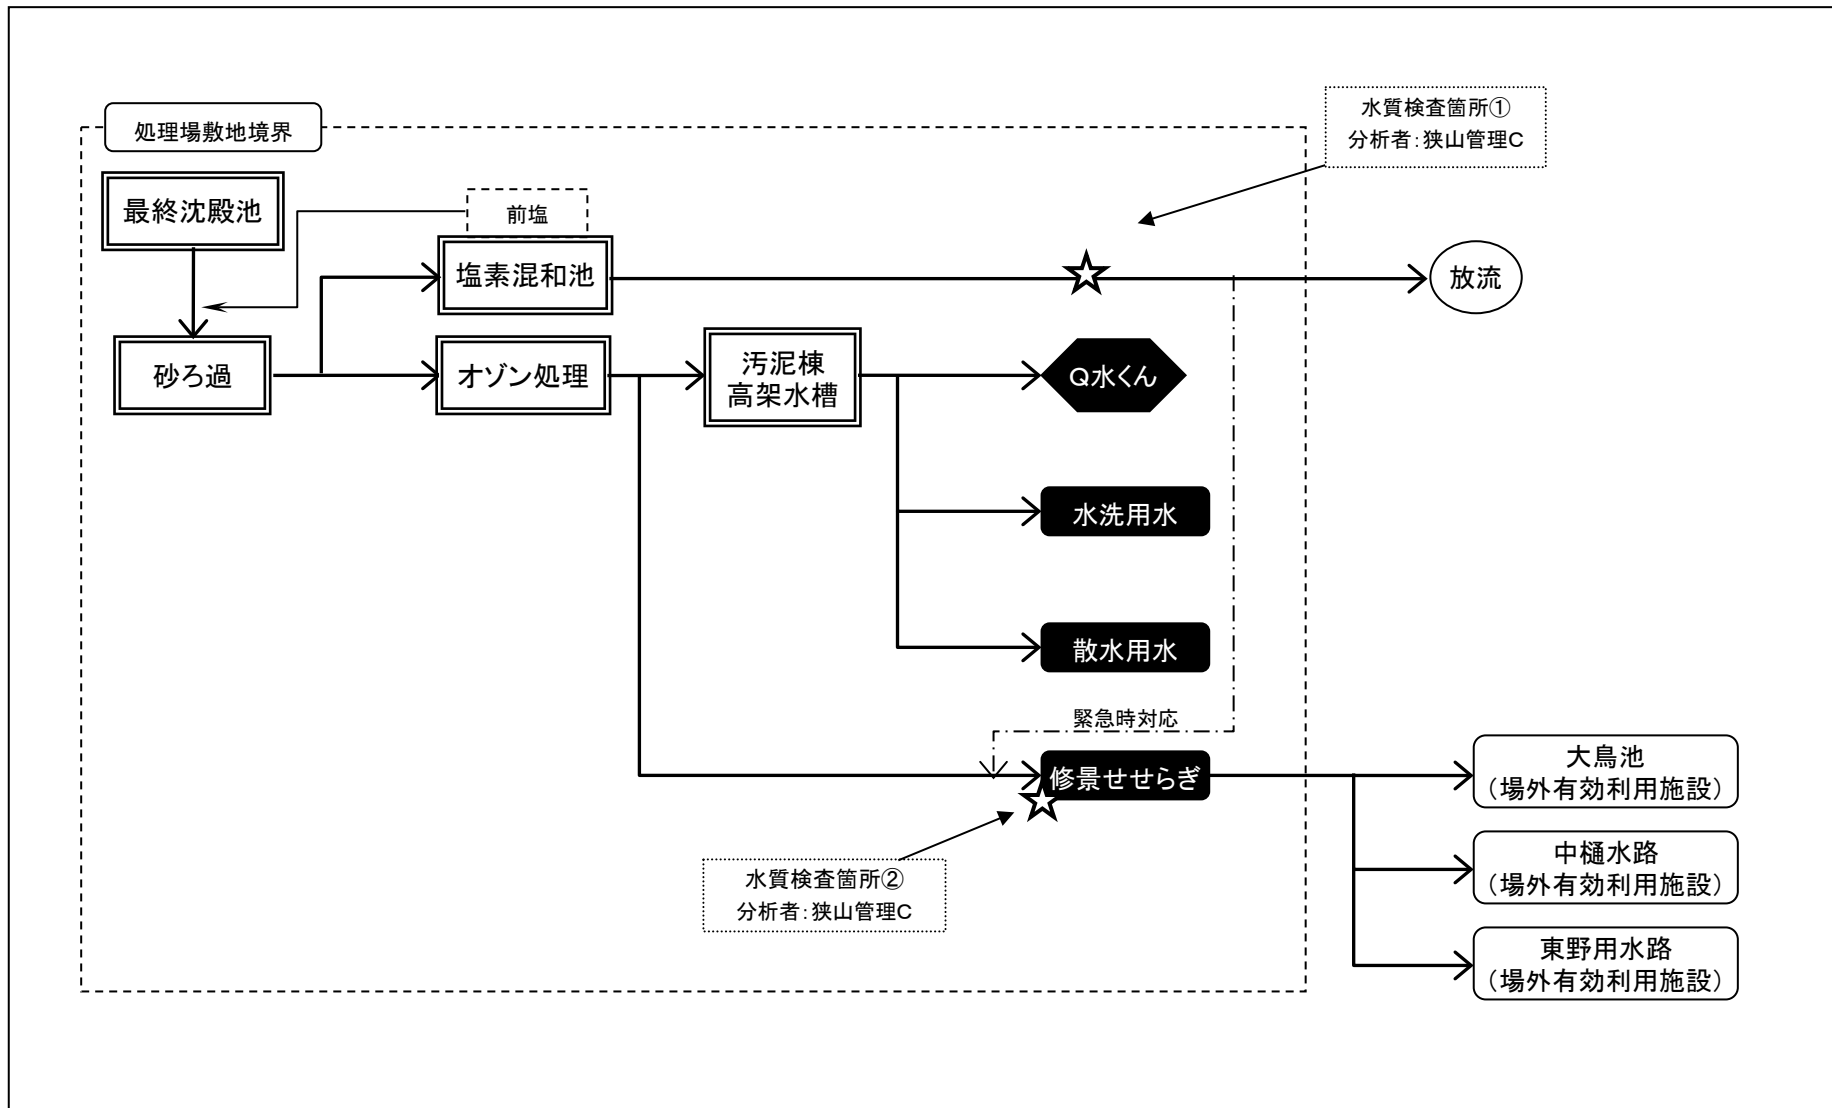 水質検査箇所①
分析者：狭山管理C
処理場敷地境界
最終沈殿池
前塩
塩素混和池
放流
砂ろ過
オゾン処理
汚泥棟
高架水槽
Q水くん
水洗用水
散水用水
緊急時対応
修景せせらぎ
水質検査箇所②
分析者：狭山管理C
大鳥池
（場外有効利用施設）
中樋水路
（場外有効利用施設）
東野用水路
（場外有効利用施設）